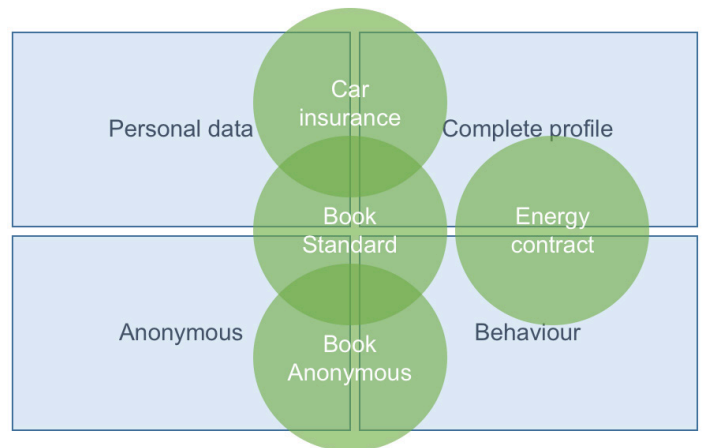 Car
insurance
Personal data
Complete profile
Book
Standard
Energy
contract
Anonymous
Behaviour
Book
Anonymous